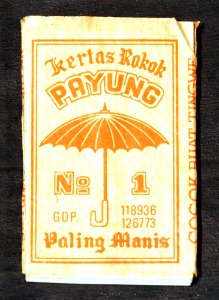 Kertas Rokok
PAYUNG
No 1
GDP. 118936
126773
Paling Manis
COCOK BUAT TINGWE